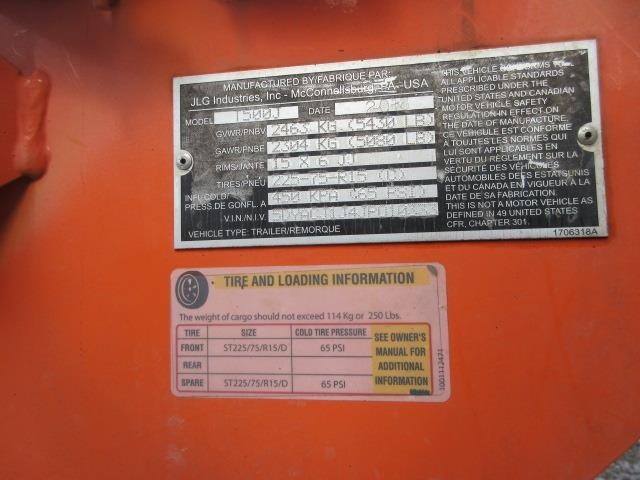 MANUFACTURED BY/FABRIQUE PAR:
JLG Industries, Inc - McConnellsburg, PA. USA
MODEL T500J DATE
GVWR/PNBV 2463 KG (5430 LB)
GAWR/PNBE 2304 KG (5080 LB)
RIMS/JANTE 15 X 6 JJ
TIRES/PNEU 225-75-R15 (D)
INFL.COLD/ PRESS.DE GONFL. A 450 KPA (65 PSI)
V.I.N./N.I.V.
VEHICLE TYPE: TRAILER/REMORQUE
THIS VEHICLE CONFORMS TO
ALL APPLICABLE STANDARDS
PRESCRIBED UNDER THE
UNITED STATES AND CANADIAN
MOTOR VEHICLE SAFETY
REGULATION IN EFFECT ON
THE DATE OF MANUFACTURE.
CE VEHICULE EST CONFORME
A TOUTES LES NORMES QUI
LUI SONT APPLICABLES EN
VERTU DU RÈGLEMENT SUR LA
SÉCURITÉ DES VÉHICULES
AUTOMOBILES DES ETATS-UNIS
ET DU CANADA EN VIGUEUR A LA
DATE DE SA FABRICATION.
THIS IS NOT A MOTOR VEHICLE AS
DEFINED IN 49 UNITED STATES
CFR, CHAPTER 301.
1706318A
TIRE AND LOADING INFORMATION
The weight of cargo should not exceed 114 Kg or 250 Lbs.
TIRE SIZE COLD TIRE PRESSURE
FRONT ST225/75/R15/D 65 PSI
REAR
SPARE ST225/75/R15/D 65 PSI
SEE OWNER'S
MANUAL FOR
ADDITIONAL
INFORMATION
1001112471